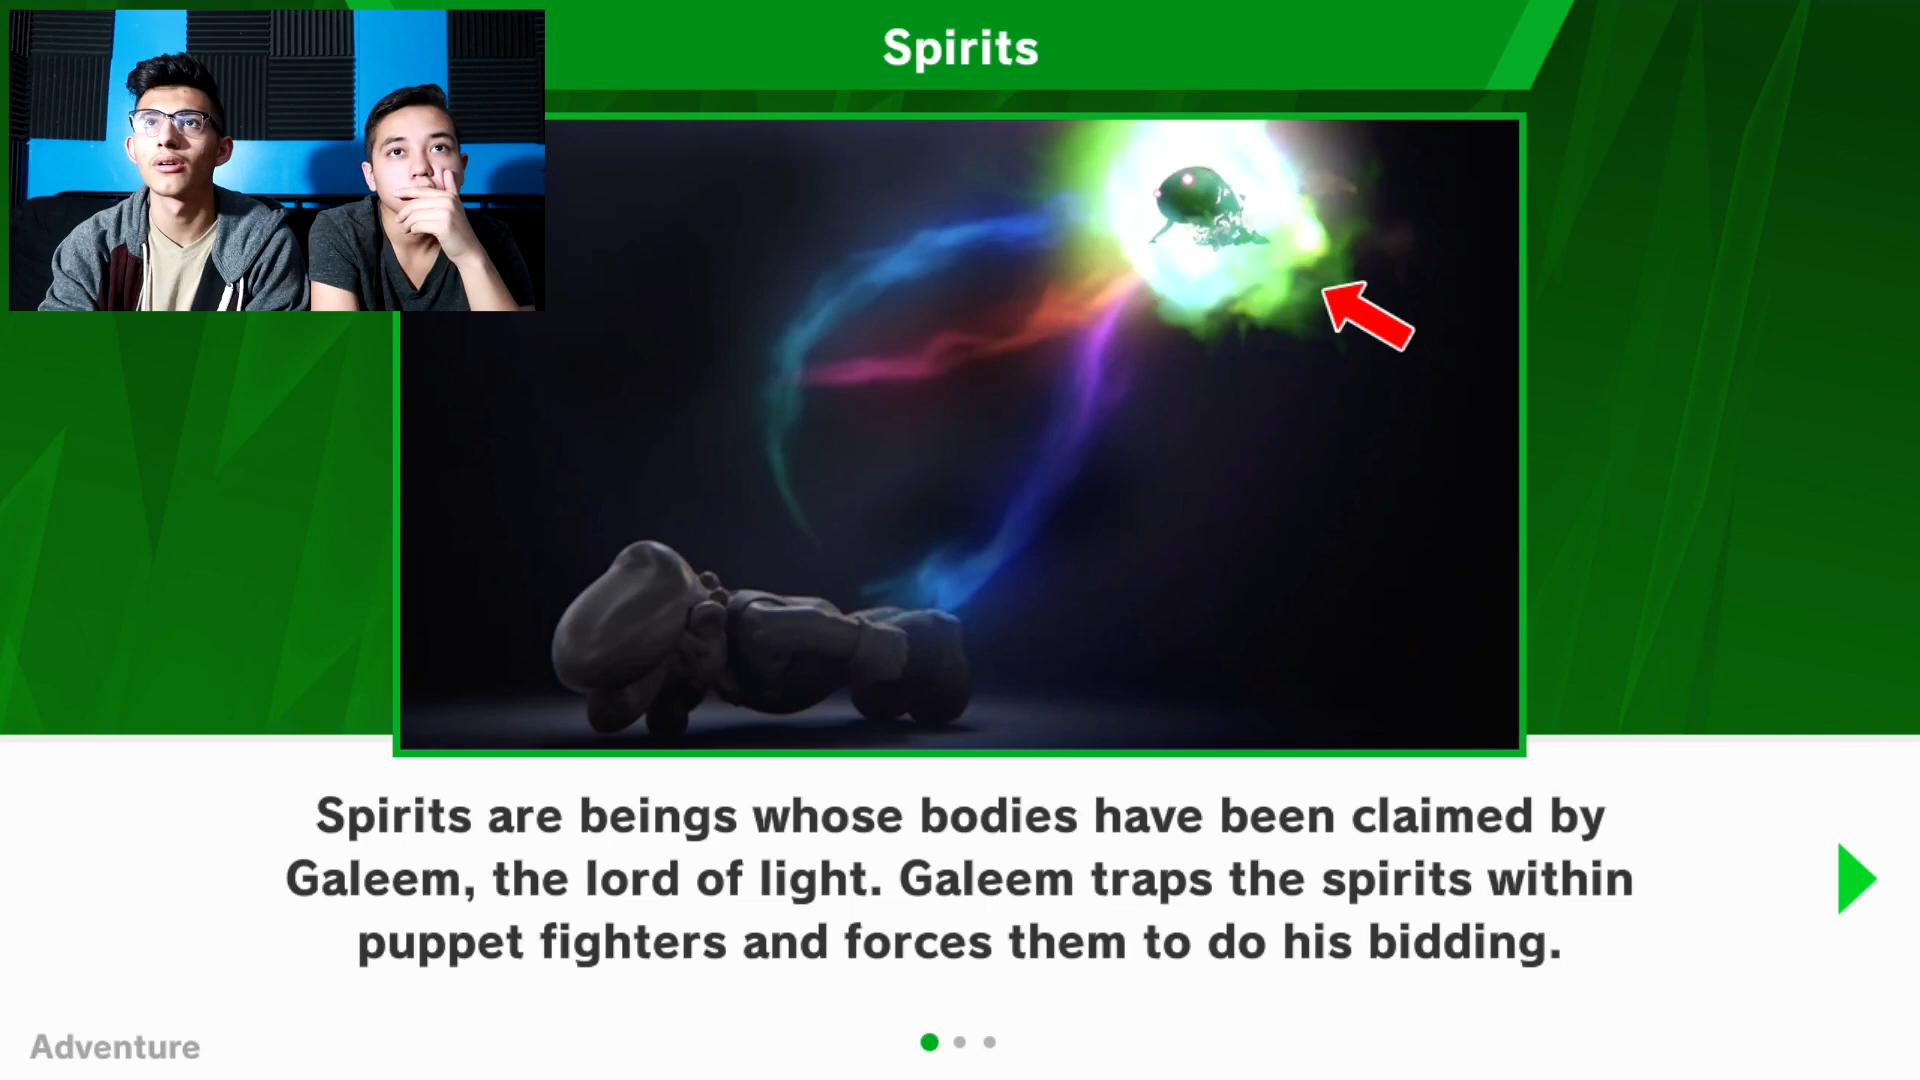 Spirits
Spirits are beings whose bodies have been claimed by
Galeem, the lord of light. Galeem traps the spirits within
puppet fighters and forces them to do his bidding.
Adventure